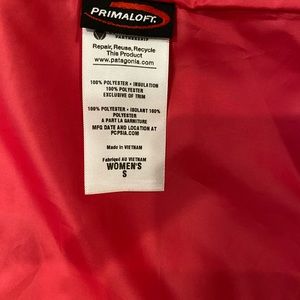 PRIMALOFT.
PARTNERSHIP
Repair, Reuse, Recycle
This Product
www.patagonia.com
100% POLYESTER • INSULATION
100% POLYESTER
EXCLUSIVE OF TRIM
100% POLYESTER • ISOLANT 100%
POLYESTER
A PART LA GARNITURE
MFG DATE AND LOCATION AT
PCPSIA.COM
Made in VIETNAM
Fabriqué AU VIETNAM
WOMEN'S
S